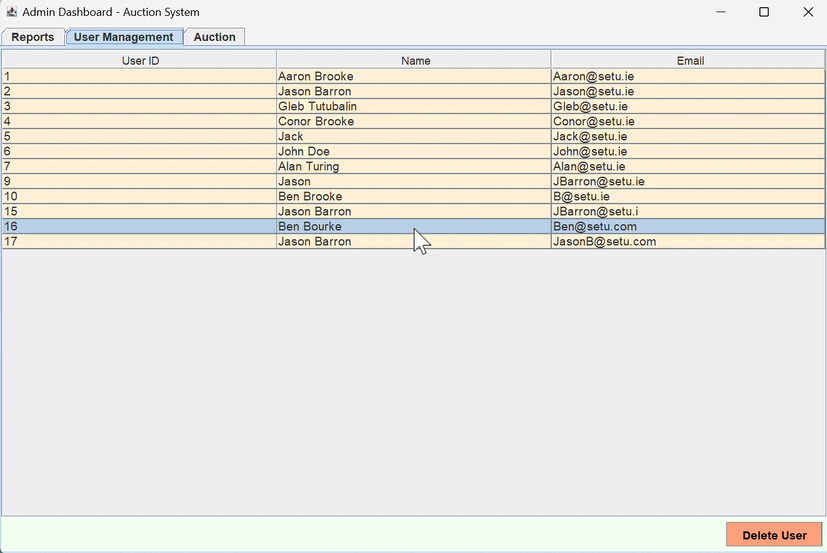 Admin Dashboard - Auction System
Reports User Management Auction
User ID Name Email
1 Aaron Brooke Aaron@setu.ie
2 Jason Barron Jason@setu.ie
3 Gleb Tutubalin Gleb@setu.ie
4 Conor Brooke Conor@setu.ie
5 Jack Jack@setu.ie
6 John Doe John@setu.ie
7 Alan Turing Alan@setu.ie
9 Jason JBarron@setu.ie
10 Ben Brooke B@setu.ie
15 Jason Barron JBarron@setu.i
16 Ben Bourke Ben@setu.com
17 Jason Barron JasonB@setu.com
Delete User